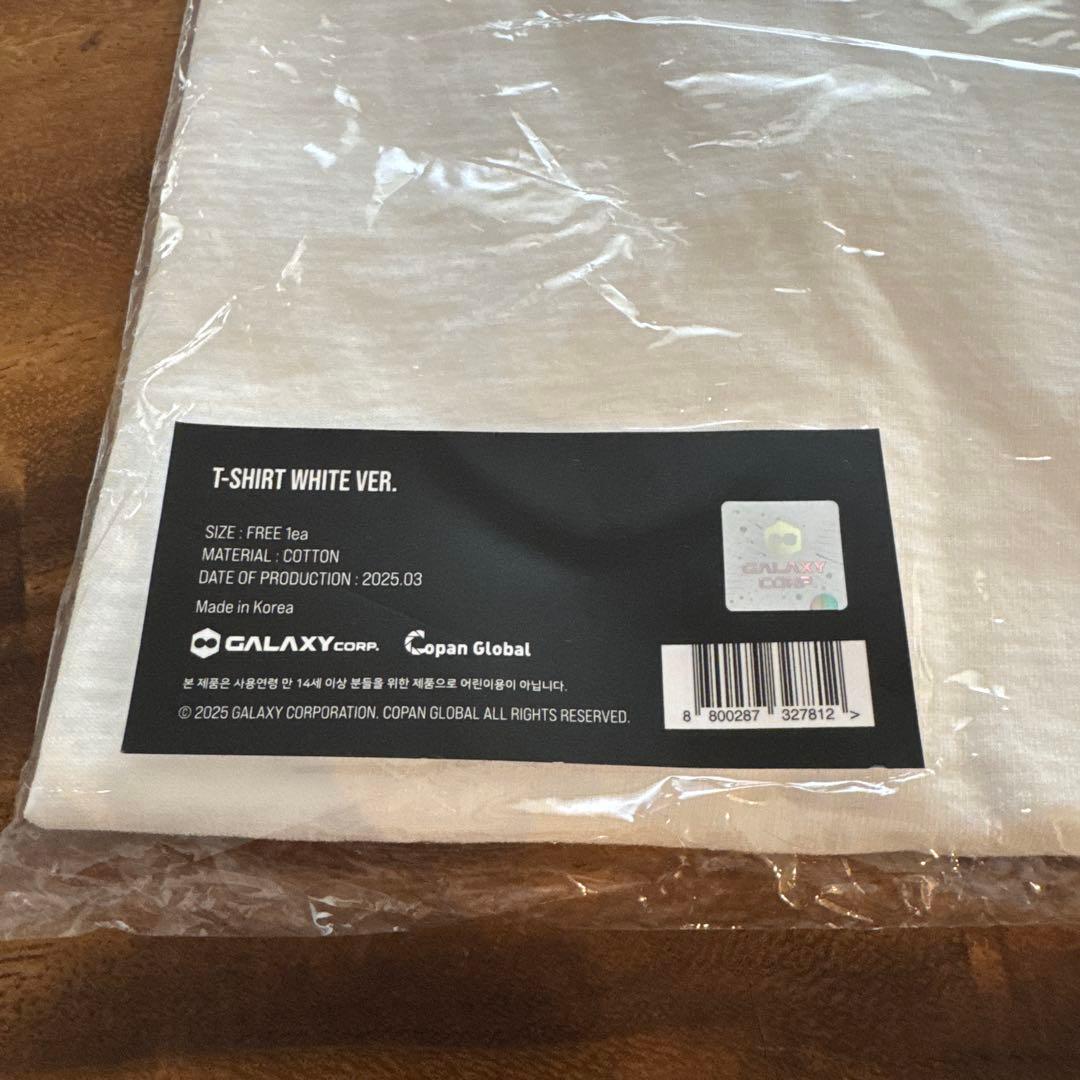 T-SHIRT WHITE VER.
SIZE : FREE 1ea
MATERIAL : COTTON
DATE OF PRODUCTION : 2025.03
Made in Korea
GALAXY CORP. Copan Global
본 제품은 사용연령 만 14세 이상 분들을 위한 제품으로 어린이용이 아닙니다.
© 2025 GALAXY CORPORATION. COPAN GLOBAL ALL RIGHTS RESERVED.
GALAXY
CORP.
8 800287 327812 >